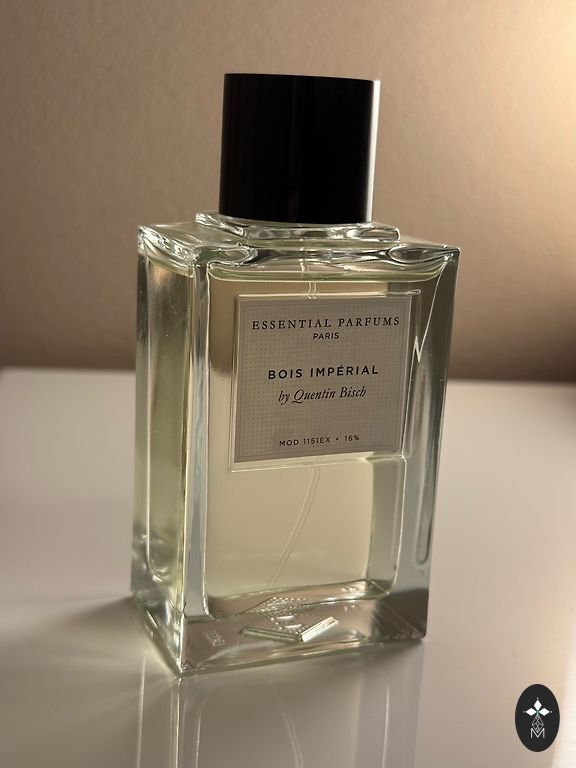 ESSENTIAL PARFUMS
PARIS
BOIS IMPÉRIAL
by Quentin Bisch
MOD 1151EX • 16%
M